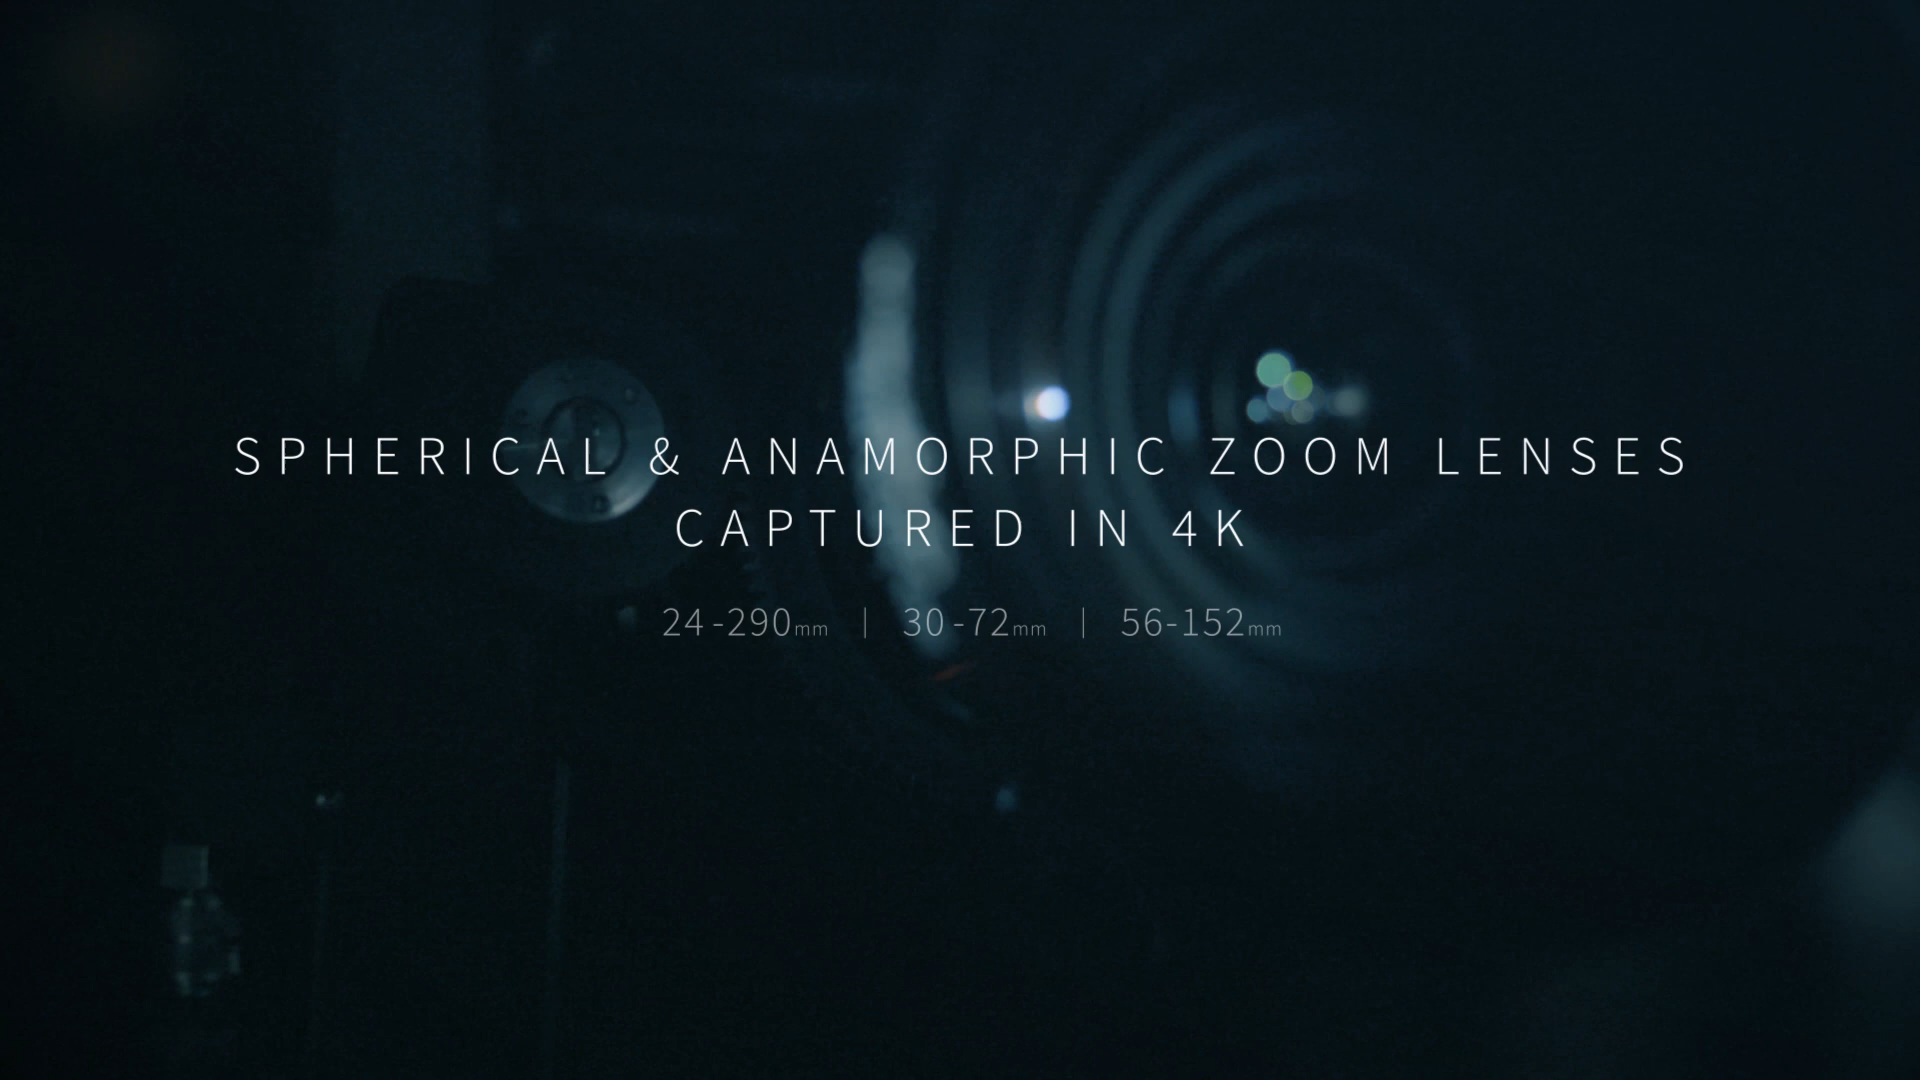 SPHERICAL & ANAMORPHIC ZOOM LENSES
CAPTURED IN 4K
24-290mm | 30-72mm | 56-152mm